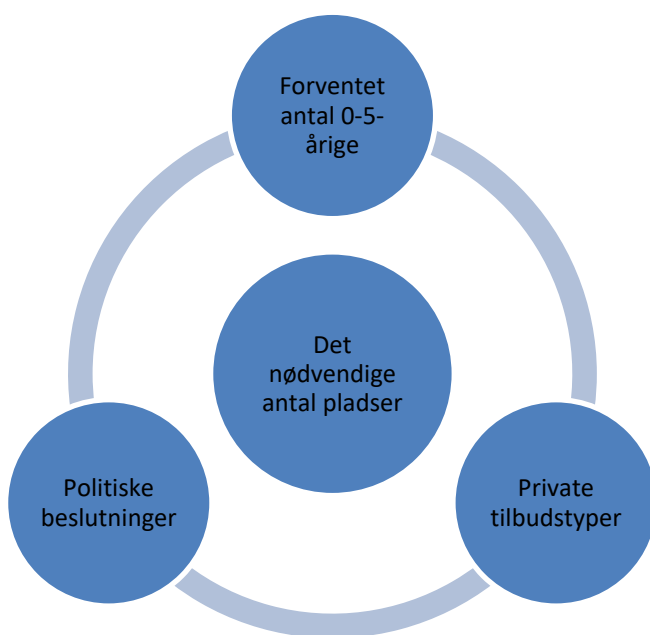 Forventet
antal 0-5-
årige
Det
nødvendige
antal pladser
Politiske
beslutninger
Private
tilbudstyper